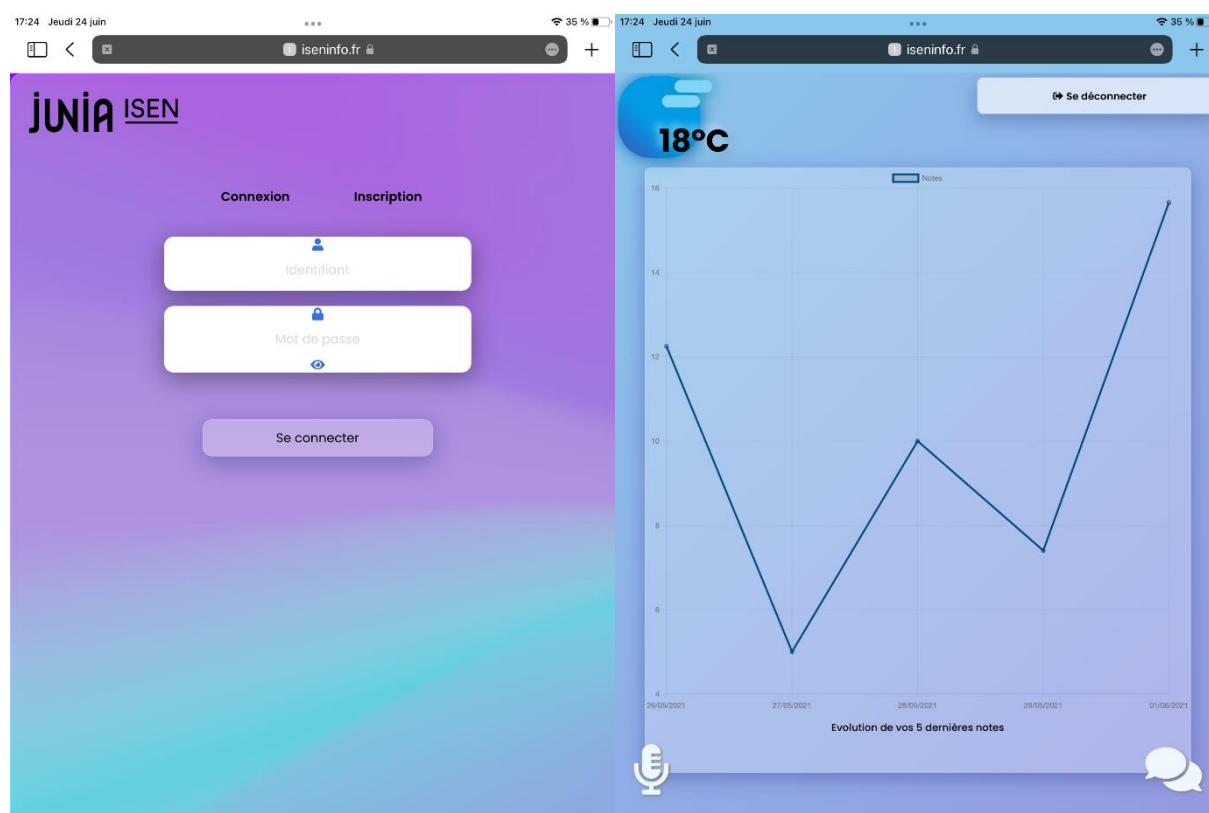 17:24 Jeudi 24 juin
35 %
iseninfo.fr
JUNIA ISEN
Connexion Inscription
Identifiant
Mot de passe
Se connecter
17:24 Jeudi 24 juin
35 %
iseninfo.fr
Se déconnecter
18°C
Notes
16
14
12
10
8
6
4
26/05/2021 27/05/2021 28/05/2021 28/05/2021 01/06/2021
Evolution de vos 5 dernières notes